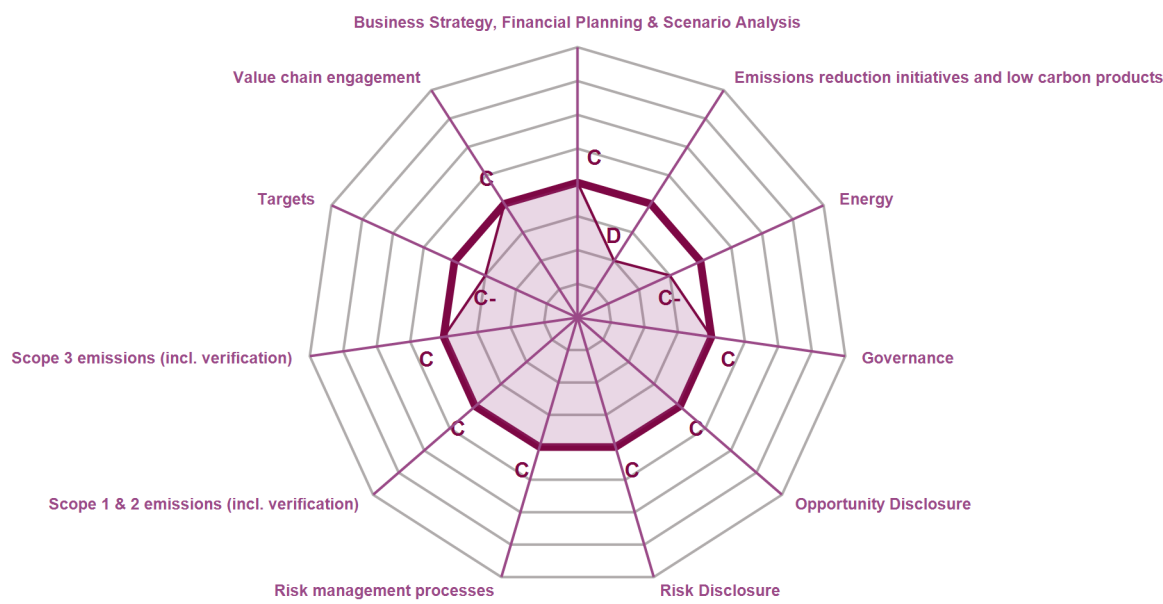 Business Strategy, Financial Planning & Scenario Analysis
Value chain engagement
Emissions reduction initiatives and low carbon products
C
C
Targets
Energy
D
C-
C-
Scope 3 emissions (incl. verification)
C
C
Governance
C
C
C
C
Scope 1 & 2 emissions (incl. verification)
Opportunity Disclosure
Risk management processes
Risk Disclosure